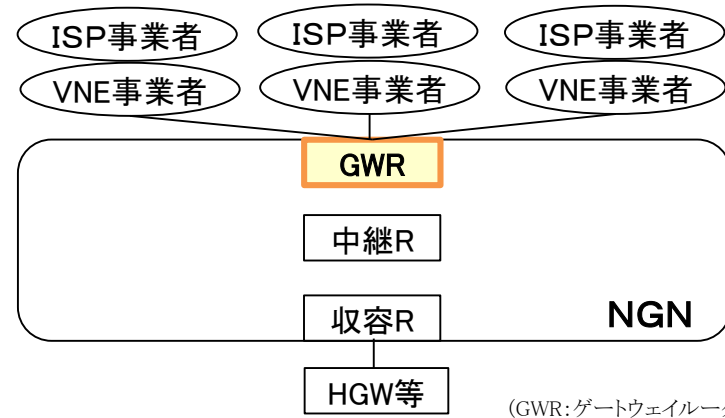 ISP事業者 ISP事業者 ISP事業者
VNE事業者 VNE事業者 VNE事業者
GWR
中継R
収容R
NGN
HGW等
(GWR:ゲートウェイルー